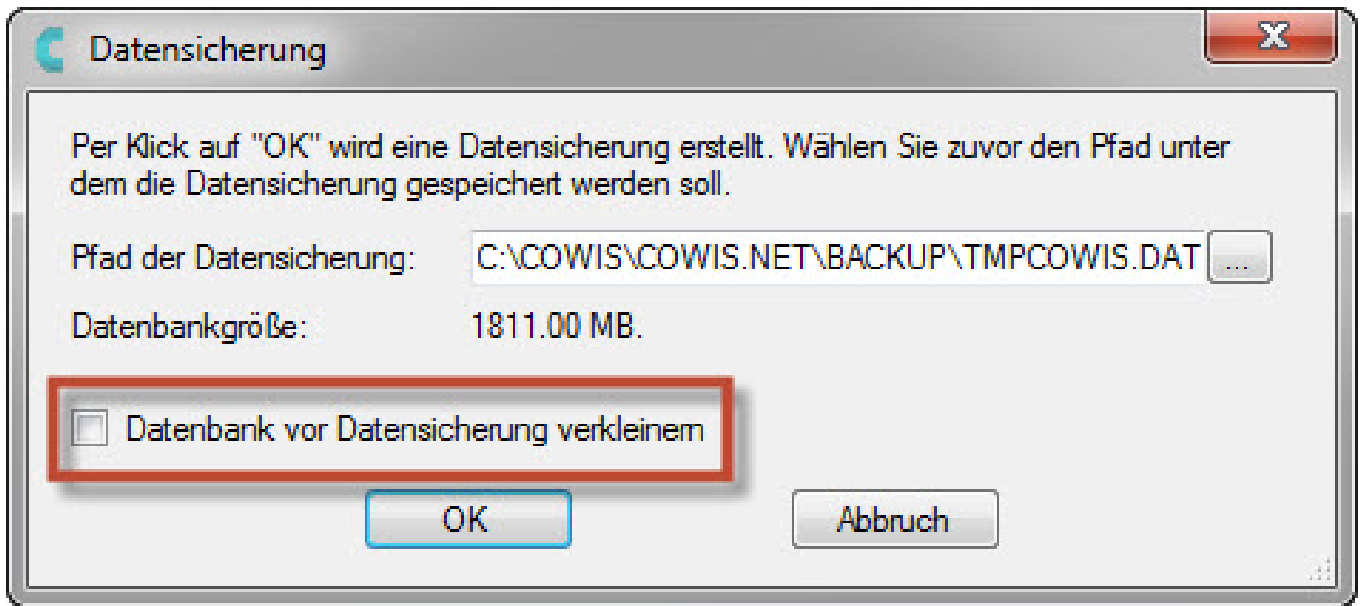 Datensicherung
Per Klick auf "OK" wird eine Datensicherung erstellt. Wählen Sie zuvor den Pfad unter
dem die Datensicherung gespeichert werden soll.
Pfad der Datensicherung: C:\COWIS\COWIS.NET\BACKUP\TMPCOWIS.DAT ...
Datenbankgröße: 1811.00 MB.
Datenbank vor Datensicherung verkleinern
OK Abbruch